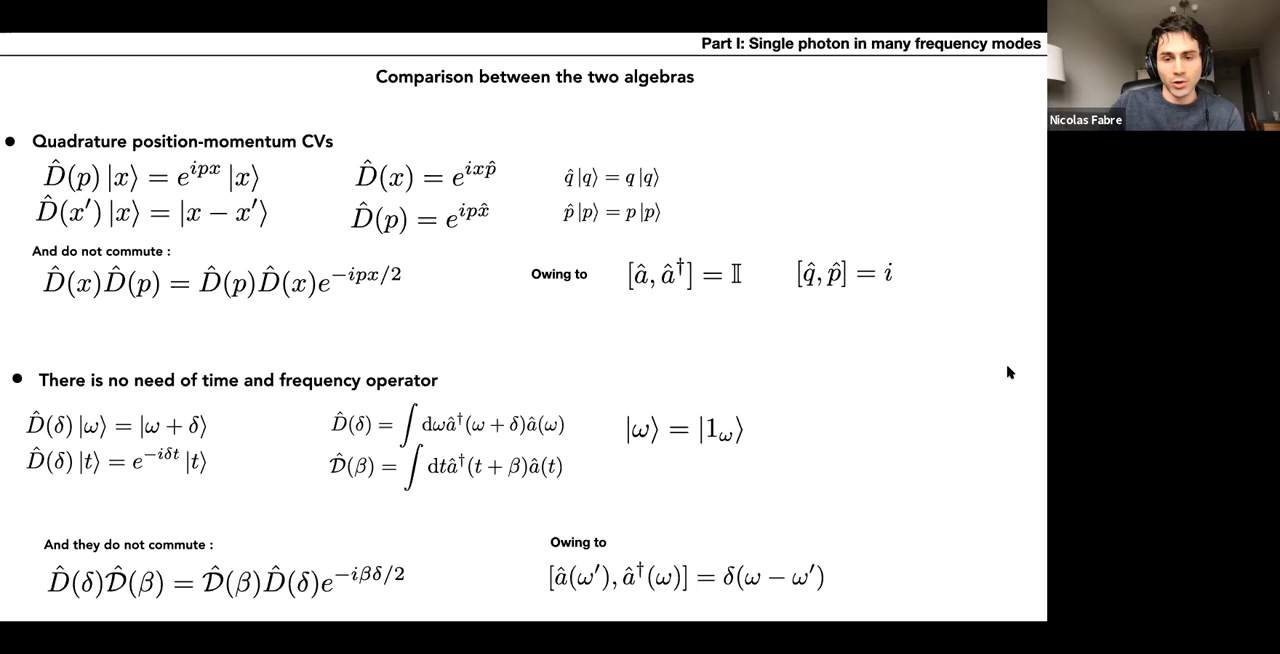 Part I: Single photon in many frequency modes
Comparison between the two algebras
● Quadrature position-momentum CVs
D̂(p) |x⟩ = e^{ipx} |x⟩   D̂(x) = e^{ixp̂}   q̂ |q⟩ = q |q⟩
D̂(x′) |x⟩ = |x − x′⟩   D̂(p) = e^{ipx̂}   p̂ |p⟩ = p |p⟩
And do not commute :
D̂(x)D̂(p) = D̂(p)D̂(x)e^{−ipx/2}   Owing to   [â, â†] = 𝕀   [q̂, p̂] = i
● There is no need of time and frequency operator
D̂(δ) |ω⟩ = |ω + δ⟩   D̂(δ) = ∫ dωâ†(ω + δ)â(ω)   |ω⟩ = |1_ω⟩
D̂(δ) |t⟩ = e^{−iδt} |t⟩   𝒟̂(β) = ∫ dtâ†(t + β)â(t)
And they do not commute :   Owing to
D̂(δ)𝒟̂(β) = 𝒟̂(β)D̂(δ)e^{−iβδ/2}   [â(ω′), â†(ω)] = δ(ω − ω′)
Nicolas Fabre